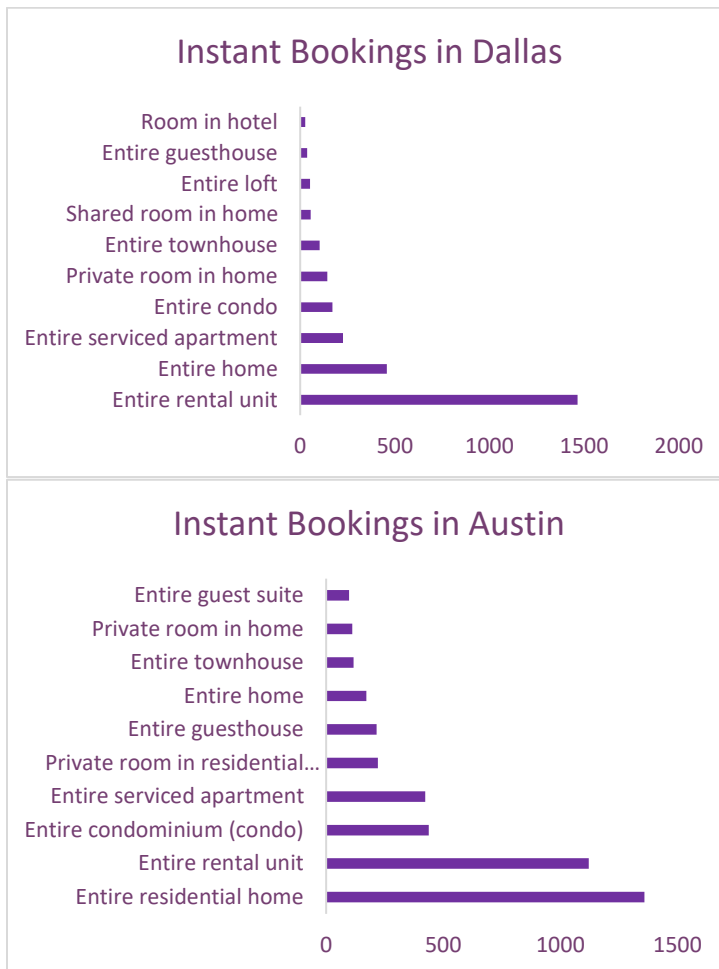 Instant Bookings in Dallas
Room in hotel
Entire guesthouse
Entire loft
Shared room in home
Entire townhouse
Private room in home
Entire condo
Entire serviced apartment
Entire home
Entire rental unit
0 500 1000 1500 2000
Instant Bookings in Austin
Entire guest suite
Private room in home
Entire townhouse
Entire home
Entire guesthouse
Private room in residential...
Entire serviced apartment
Entire condominium (condo)
Entire rental unit
Entire residential home
0 500 1000 1500